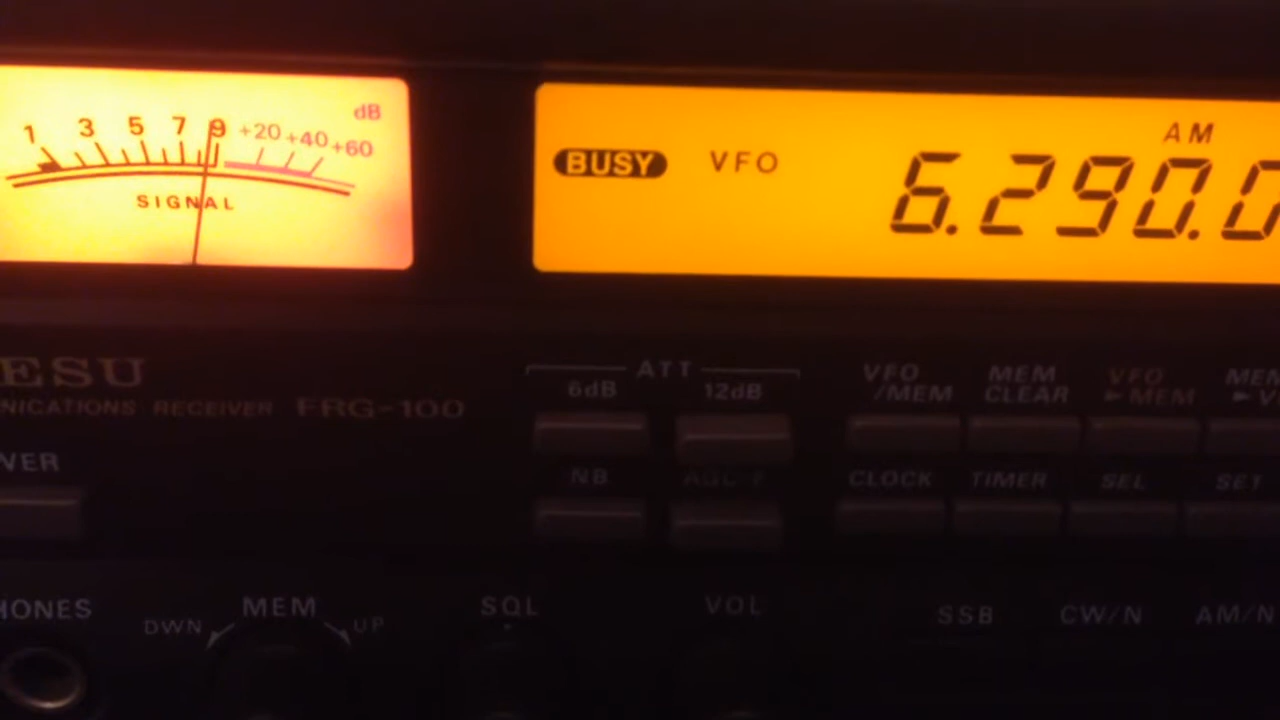 dB
1 3 5 7 9 +20 +40 +60
SIGNAL
AM
BUSY VFO 6.290.0
ESU
NICATIONS RECEIVER FRG-100
ATT
6dB 12dB
VFO /MEM
MEM CLEAR
VFO ►MEM
MEM
VER
NB
CLOCK TIMER SEL SET
HONES
DWN MEM UP
SQL VOL
SSB CW/N AM/N